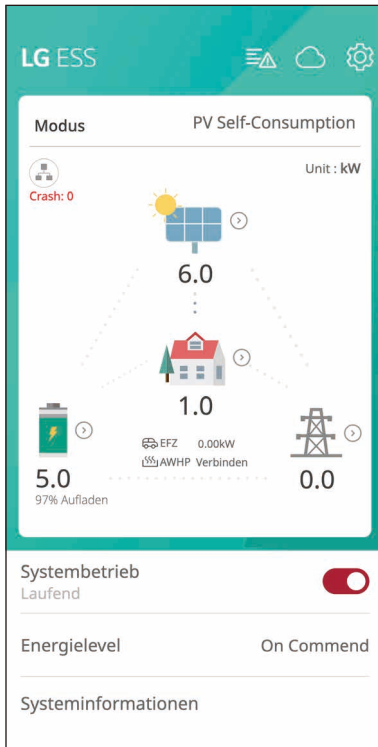 LG ESS
Modus PV Self-Consumption
Unit : kW
Crash: 0
6.0
1.0
EFZ 0.00kW
AWHP Verbinden
5.0
97% Aufladen
0.0
Systembetrieb
Laufend
Energielevel On Commend
Systeminformationen